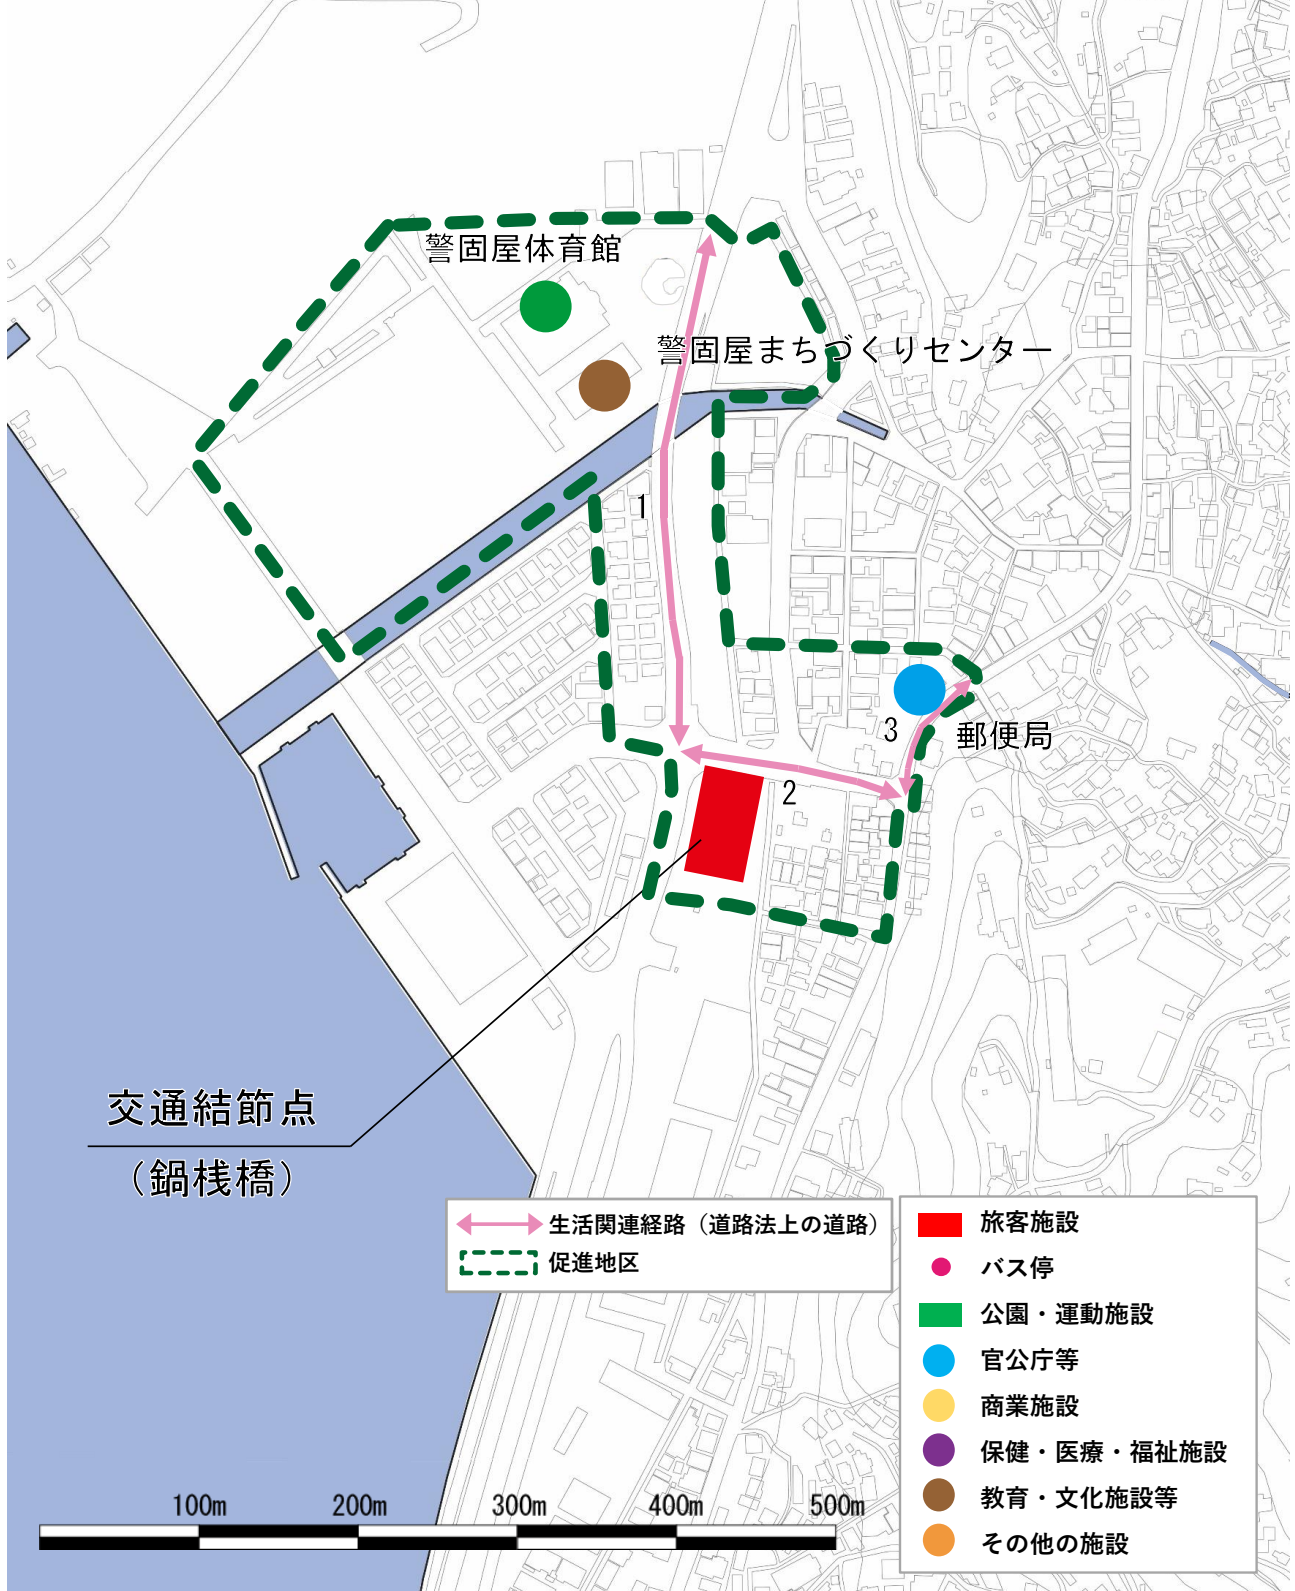 警固屋体育館
警固屋まちづくりセンター
1
3
郵便局
2
交通結節点
（鍋桟橋）
生活関連経路（道路法上の道路）
促進地区
旅客施設
バス停
公園・運動施設
官公庁等
商業施設
保健・医療・福祉施設
教育・文化施設等
その他の施設
100m 200m 300m 400m 500m